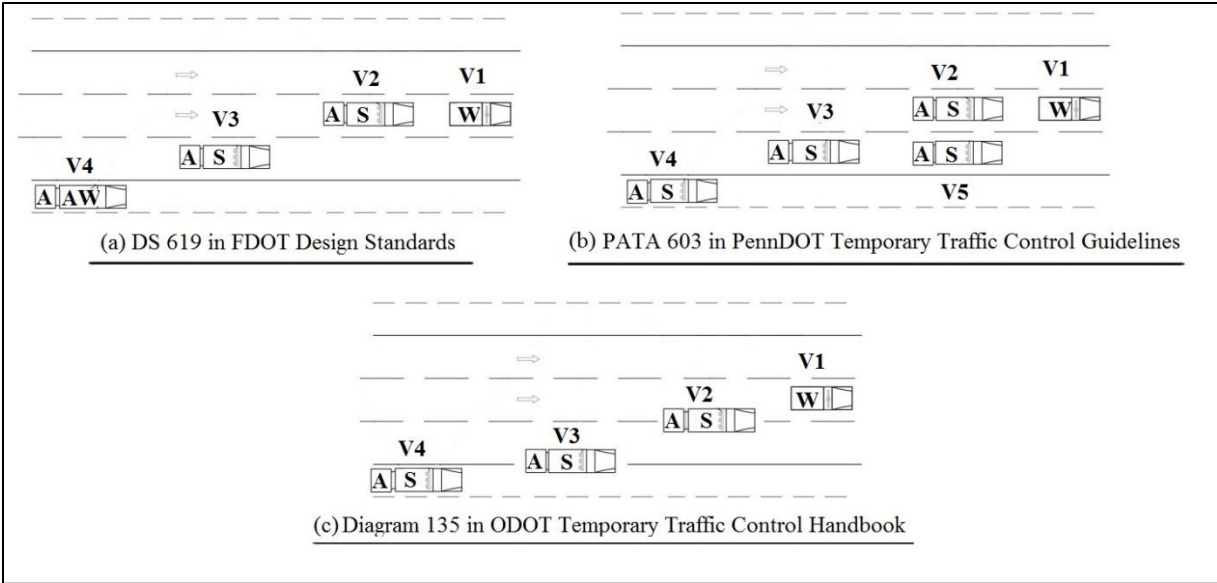 V2 V1
A S W
V3
A S
V4
A AW
(a) DS 619 in FDOT Design Standards
V2 V1
A S W
V3
A S A S
V4
A S V5
(b) PATA 603 in PennDOT Temporary Traffic Control Guidelines
V1
W
V2
A S
V3
A S
V4
A S
(c) Diagram 135 in ODOT Temporary Traffic Control Handbook